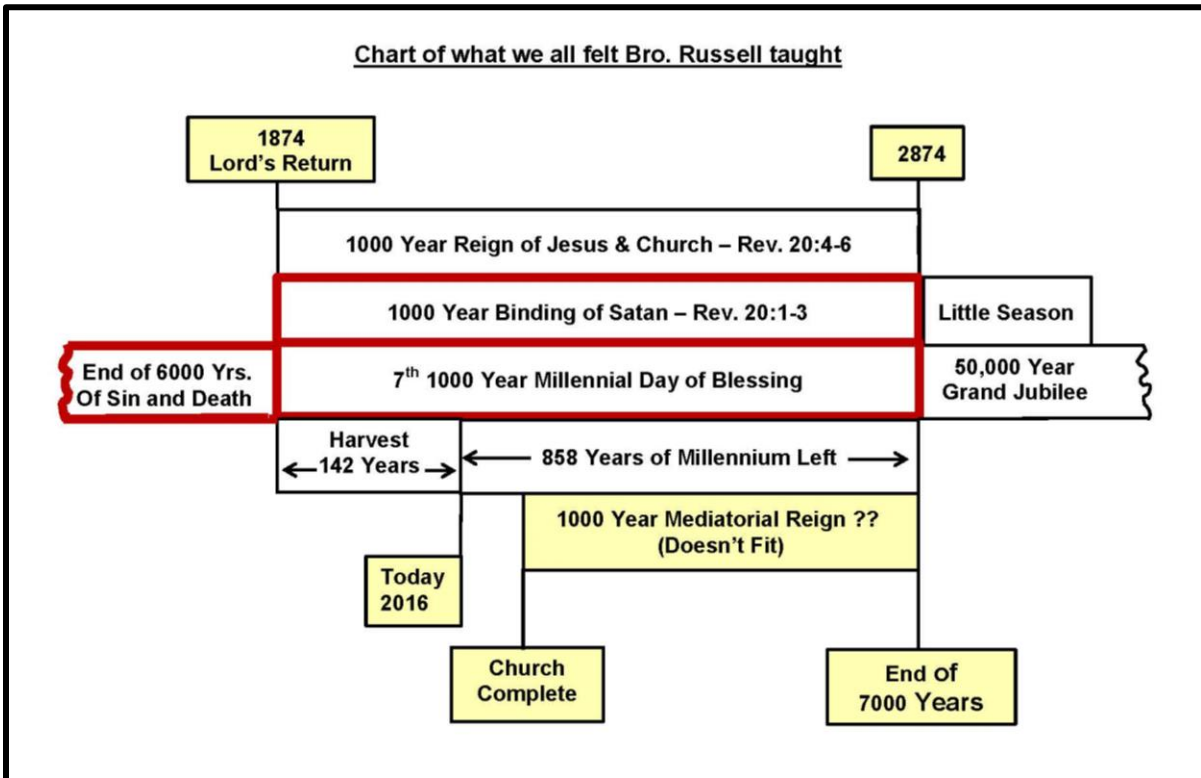 Chart of what we all felt Bro. Russell taught
1874
Lord's Return
2874
1000 Year Reign of Jesus & Church – Rev. 20:4-6
1000 Year Binding of Satan – Rev. 20:1-3
Little Season
End of 6000 Yrs.
Of Sin and Death
7th 1000 Year Millennial Day of Blessing
50,000 Year
Grand Jubilee
Harvest
142 Years
858 Years of Millennium Left
1000 Year Mediatorial Reign ??
(Doesn't Fit)
Today
2016
Church
Complete
End of
7000 Years